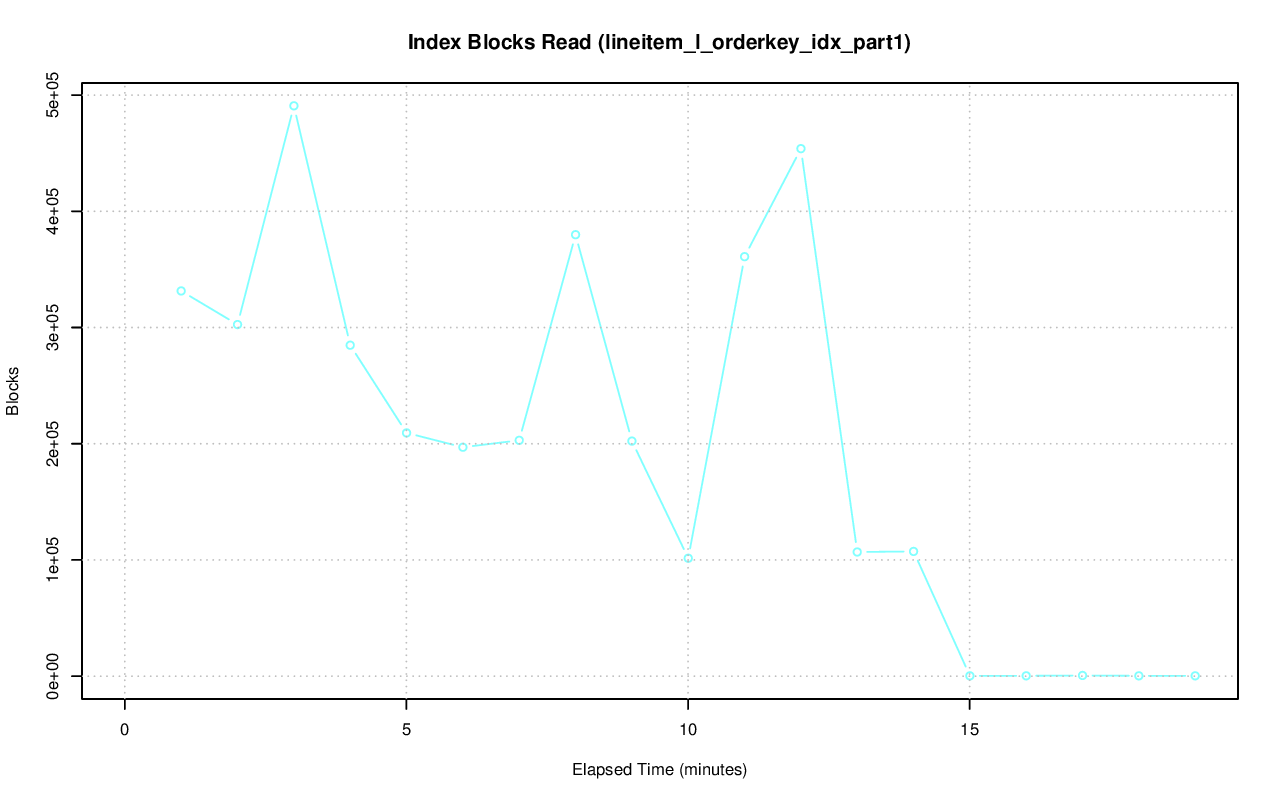 Index Blocks Read (lineitem_l_orderkey_idx_part1)
5e+05
4e+05
3e+05
2e+05
1e+05
0e+00
Blocks
0
5
10
15
Elapsed Time (minutes)